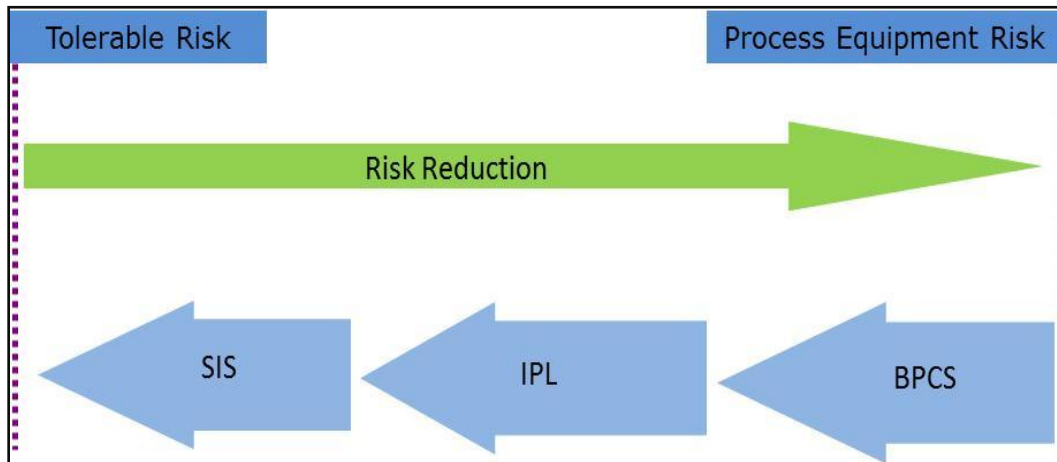 Tolerable Risk
Process Equipment Risk
Risk Reduction
SIS
IPL
BPCS